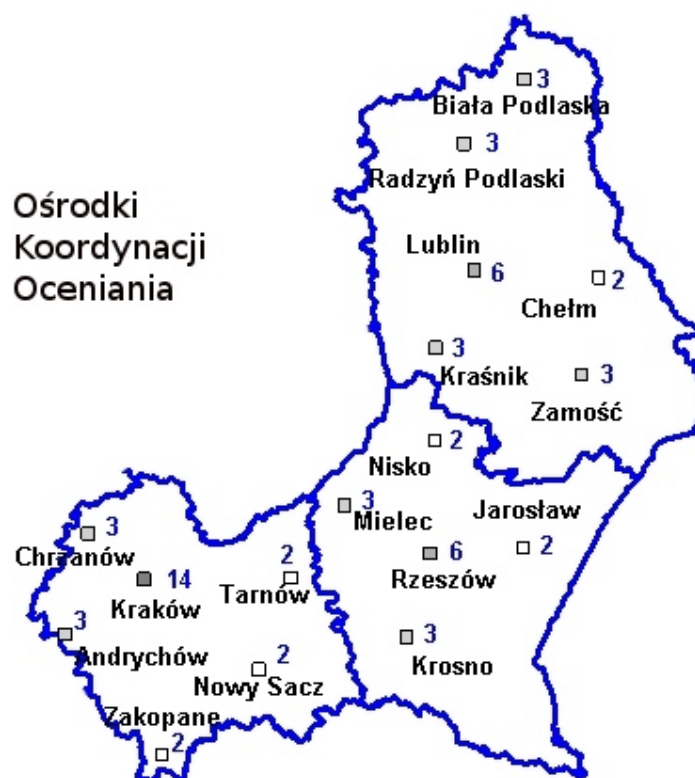 Ośrodki
Koordynacji
Oceniania
3
Biała Podlaska
3
Radzyń Podlaski
Lublin
6
2
Chełm
3
Kraśnik
3
Zamość
2
Nisko
3
Mielec
Jarosław
2
6
Rzeszów
3
Krosno
3
Chrzanów
14
Kraków
2
Tarnów
3
Andrychów
2
Nowy Sacz
Zakopane
2